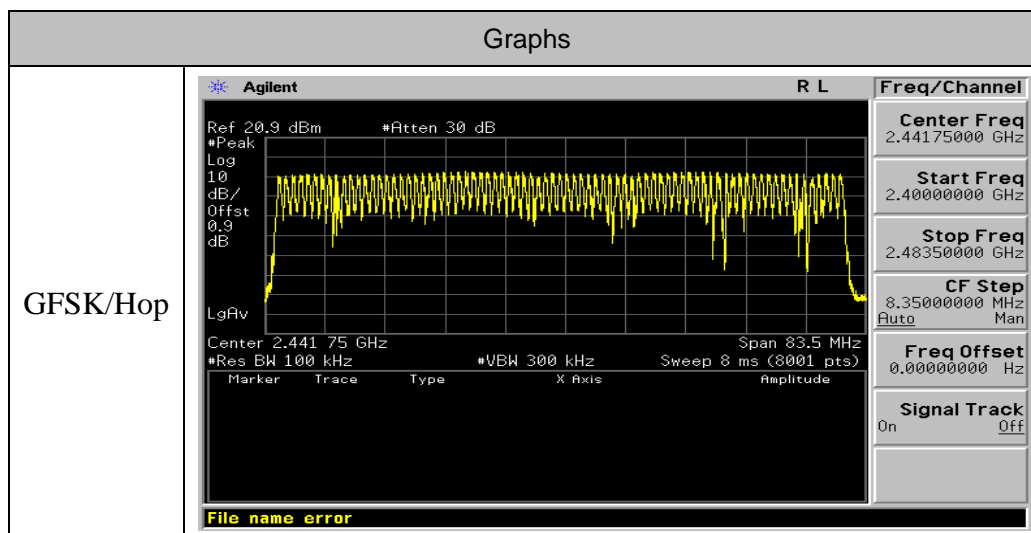 Graphs
GFSK/Hop
Agilent
R L
Ref 20.9 dBm
#Atten 30 dB
#Peak
Log
10
dB/
Offst
0.9
dB
LgAv
Center 2.441 75 GHz
Span 83.5 MHz
#Res BW 100 kHz
#VBW 300 kHz
Sweep 8 ms (8001 pts)
Marker Trace Type X Axis Amplitude
File name error
Freq/Channel
Center Freq
2.44175000 GHz
Start Freq
2.40000000 GHz
Stop Freq
2.48350000 GHz
CF Step
8.35000000 MHz
Auto Man
Freq Offset
0.00000000 Hz
Signal Track
On Off